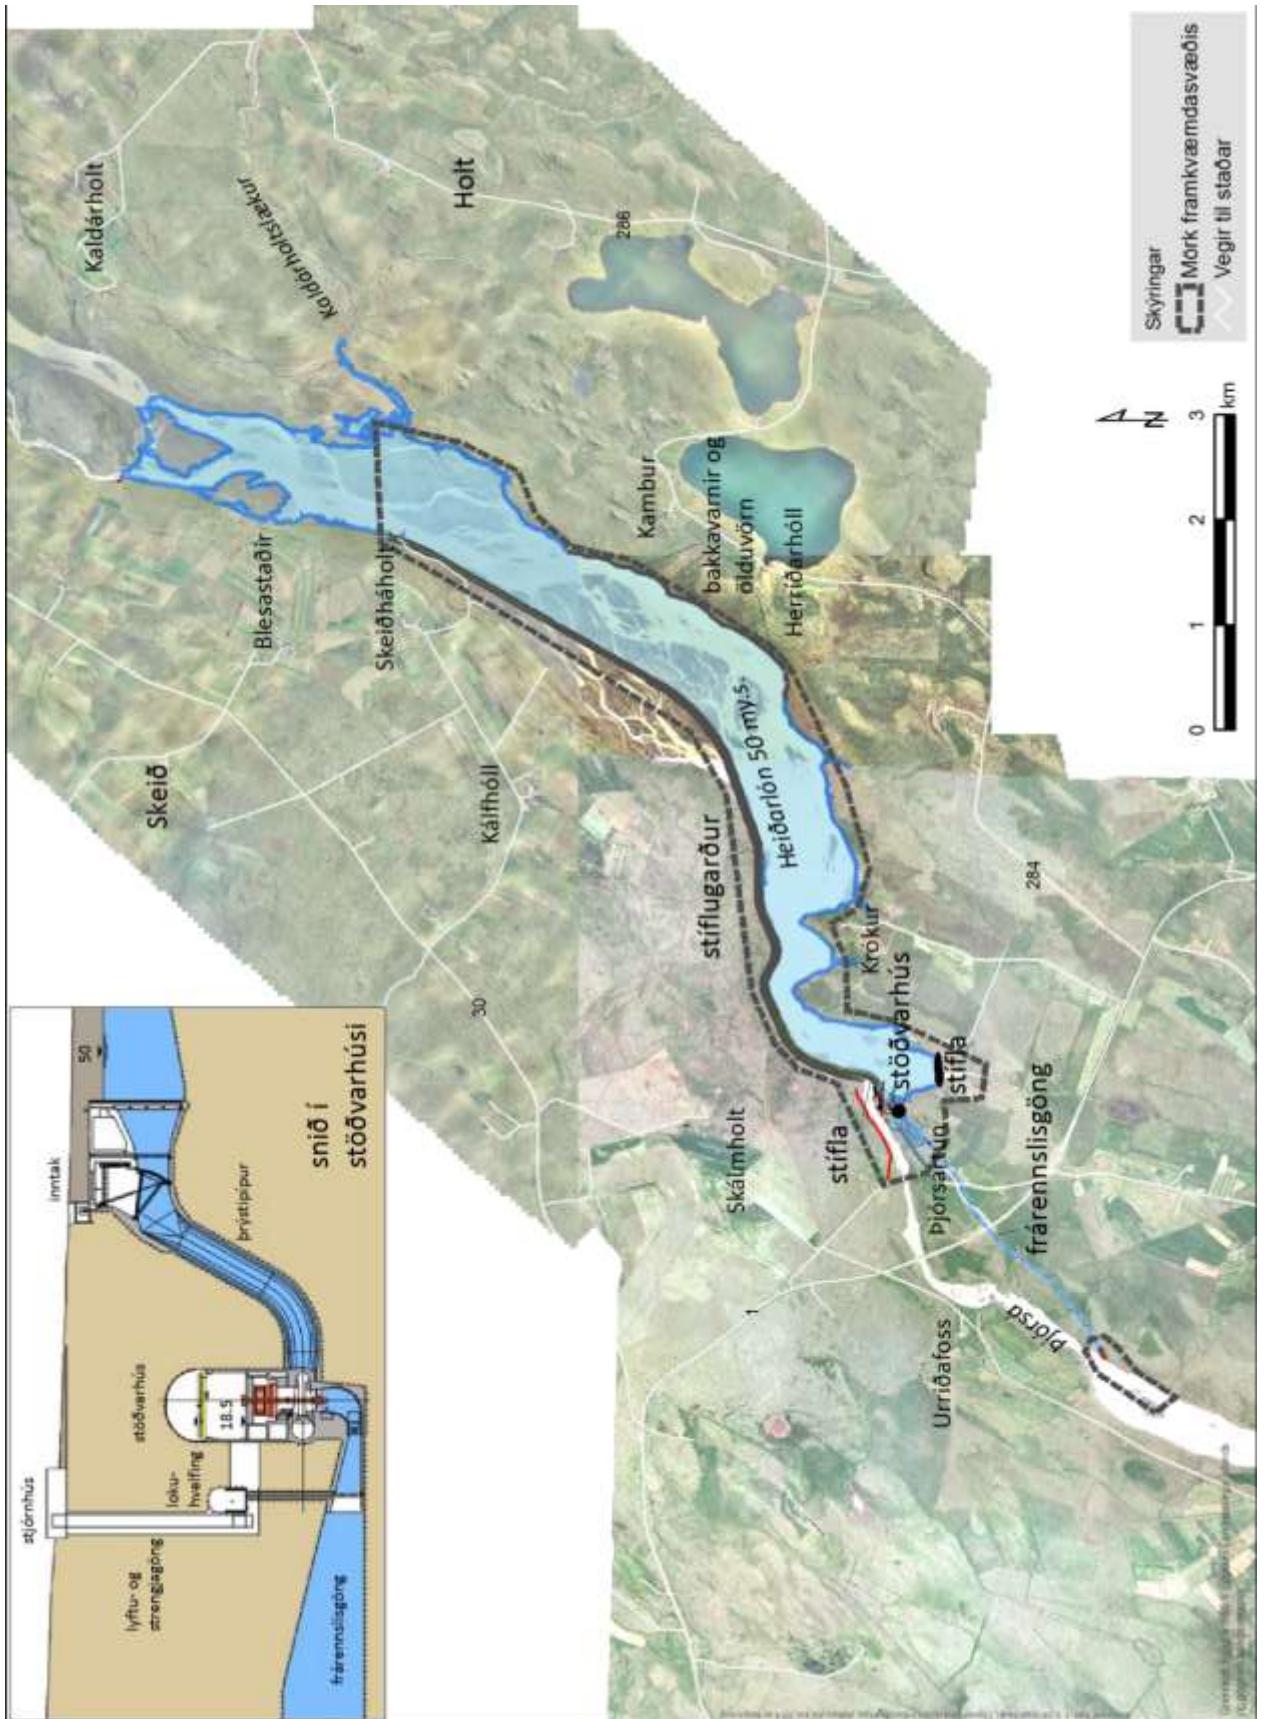 stjórnhús
inntak
50
lyftu- og
strengjagöng
loku-
hvelfing
stöðvarhús
18.5
þrýstipípur
frárennslisgöng
snið í
stöðvarhúsi
Skeið
Blesastaðir
Kaldárholt
Kaldárholtslækur
Holt
286
Skeiðháholt
Kálfhóll
30
Kambur
bakkavarnir og
ölduvörn
Herríðarhóll
stíflugarður
Heiðarlón 50 my.s.
Skálmholt
stífla
stöðvarhús
Krókur
stífla
Þjórsártún
frárennslisgöng
284
1
Urriðafoss
Þjórsá
0 1 2 3
km
N
Skýringar
Mörk framkvæmdasvæðis
Vegir til staðar